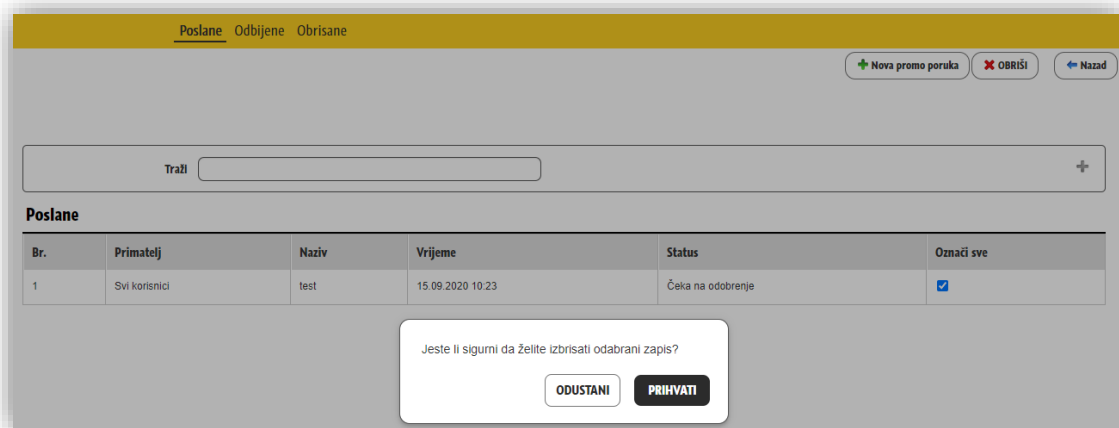 Poslane Odbijene Obrisane
Nova promo poruka OBRIŠI Nazad
Traži
Poslane
Br. Primatelj Naziv Vrijeme Status Označi sve
1 Svi korisnici test 15.09.2020 10:23 Čeka na odobrenje
Jeste li sigurni da želite izbrisati odabrani zapis?
ODUSTANI PRIHVATI